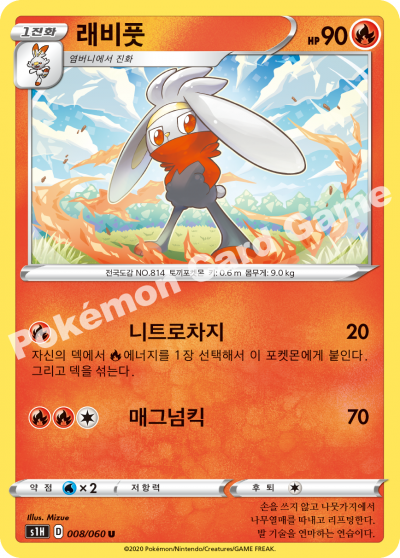 1진화
래비풋
HP 90
염버니에서 진화
전국도감 NO.814 토끼포켓몬 키: 0.6 m 몸무게: 9.0 kg
Pokémon Card Game
니트로차지 20
자신의 덱에서 에너지를 1장 선택해서 이 포켓몬에게 붙인다.
그리고 덱을 섞는다.
매그넘킥 70
약점 ×2 저항력 후퇴
Illus. Mizue
s1H D 008/060 U
손을 쓰지 않고 나뭇가지에서
나무열매를 따내고 리프팅한다.
발 기술을 연마하는 연습이다.
©2020 Pokémon/Nintendo/Creatures/GAME FREAK.